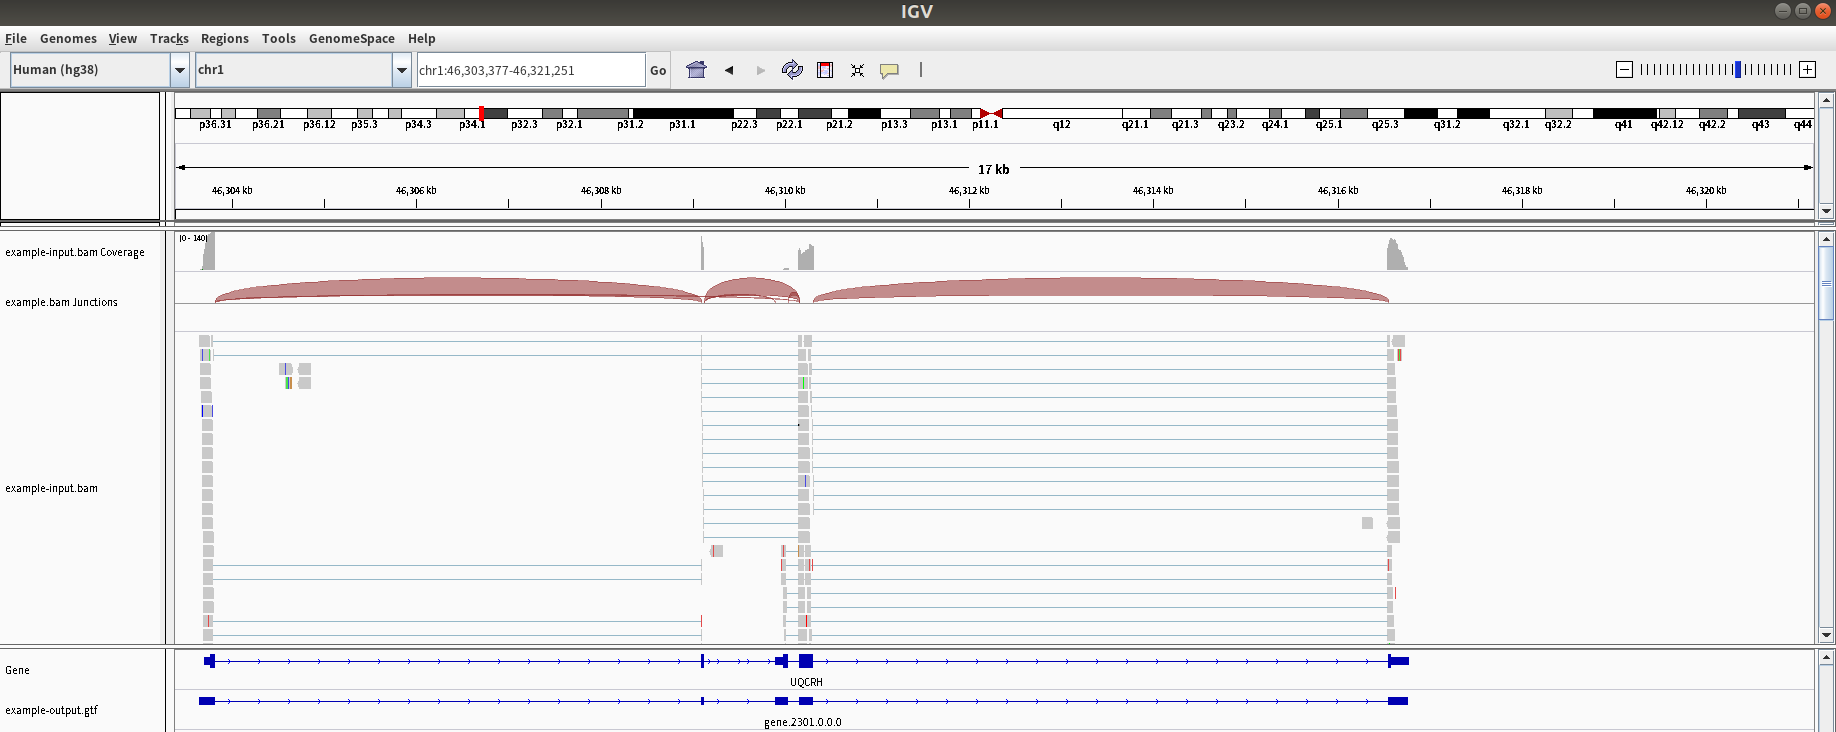 IGV
File Genomes View Tracks Regions Tools GenomeSpace Help
Human (hg38) chr1 chr1:46,303,377-46,321,251 Go
p36.31 p36.21 p36.12 p35.3 p34.3 p34.1 p32.3 p32.1 p31.2 p31.1 p22.3 p22.1 p21.2 p13.3 p13.1 p11.1 q12 q21.1 q21.3 q23.2 q24.1 q25.1 q25.3 q31.2 q32.1 q32.2 q41 q42.12 q42.2 q43 q44
17 kb
46,304 kb 46,306 kb 46,308 kb 46,310 kb 46,312 kb 46,314 kb 46,316 kb 46,318 kb 46,320 kb
[0 - 140]
example-input.bam Coverage
example.bam Junctions
example-input.bam
Gene
UQCRH
example-output.gtf
gene.2301.0.0.0